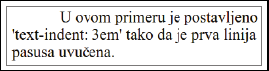 U ovom primeru je postavljeno
'text-indent: 3em' tako da je prva linija
pasusa uvučena.